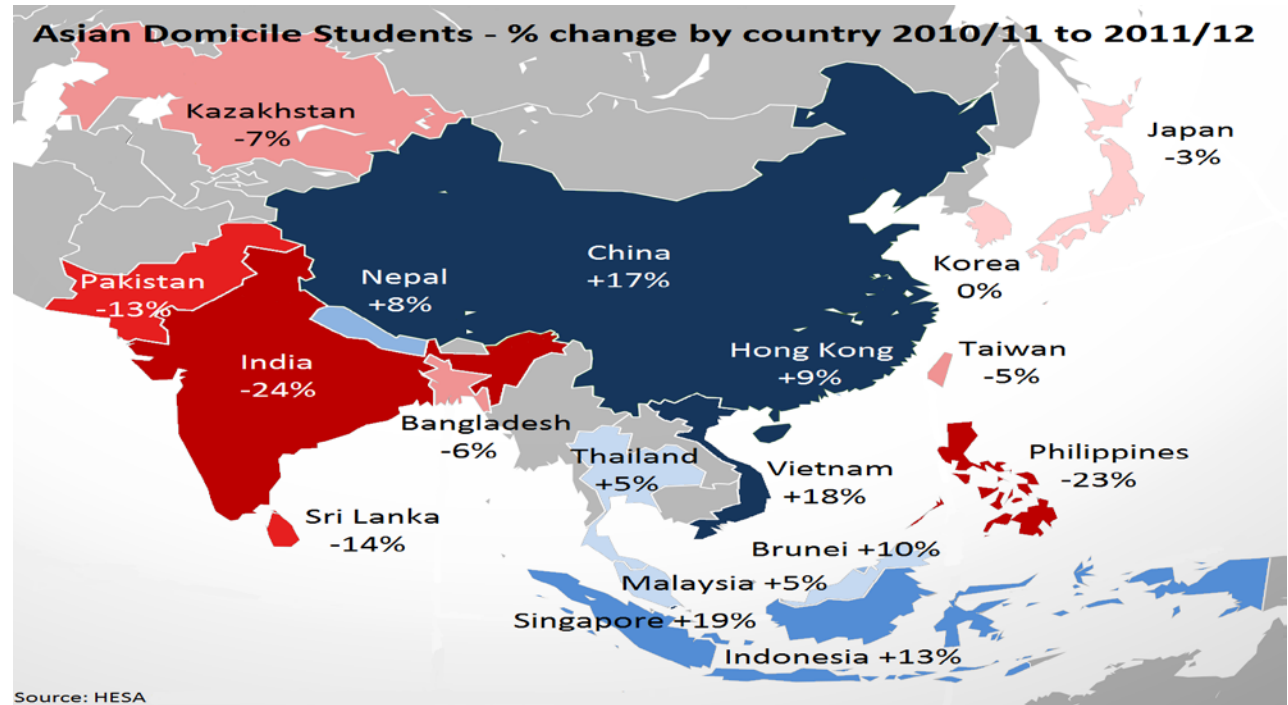 Asian Domicile Students - % change by country 2010/11 to 2011/12
Kazakhstan
-7%
Japan
-3%
China
+17%
Korea
0%
Pakistan
-13%
Nepal
+8%
India
-24%
Hong Kong
+9%
Taiwan
-5%
Bangladesh
-6%
Thailand
+5%
Vietnam
+18%
Philippines
-23%
Sri Lanka
-14%
Brunei +10%
Malaysia +5%
Singapore +19%
Indonesia +13%
Source: HESA